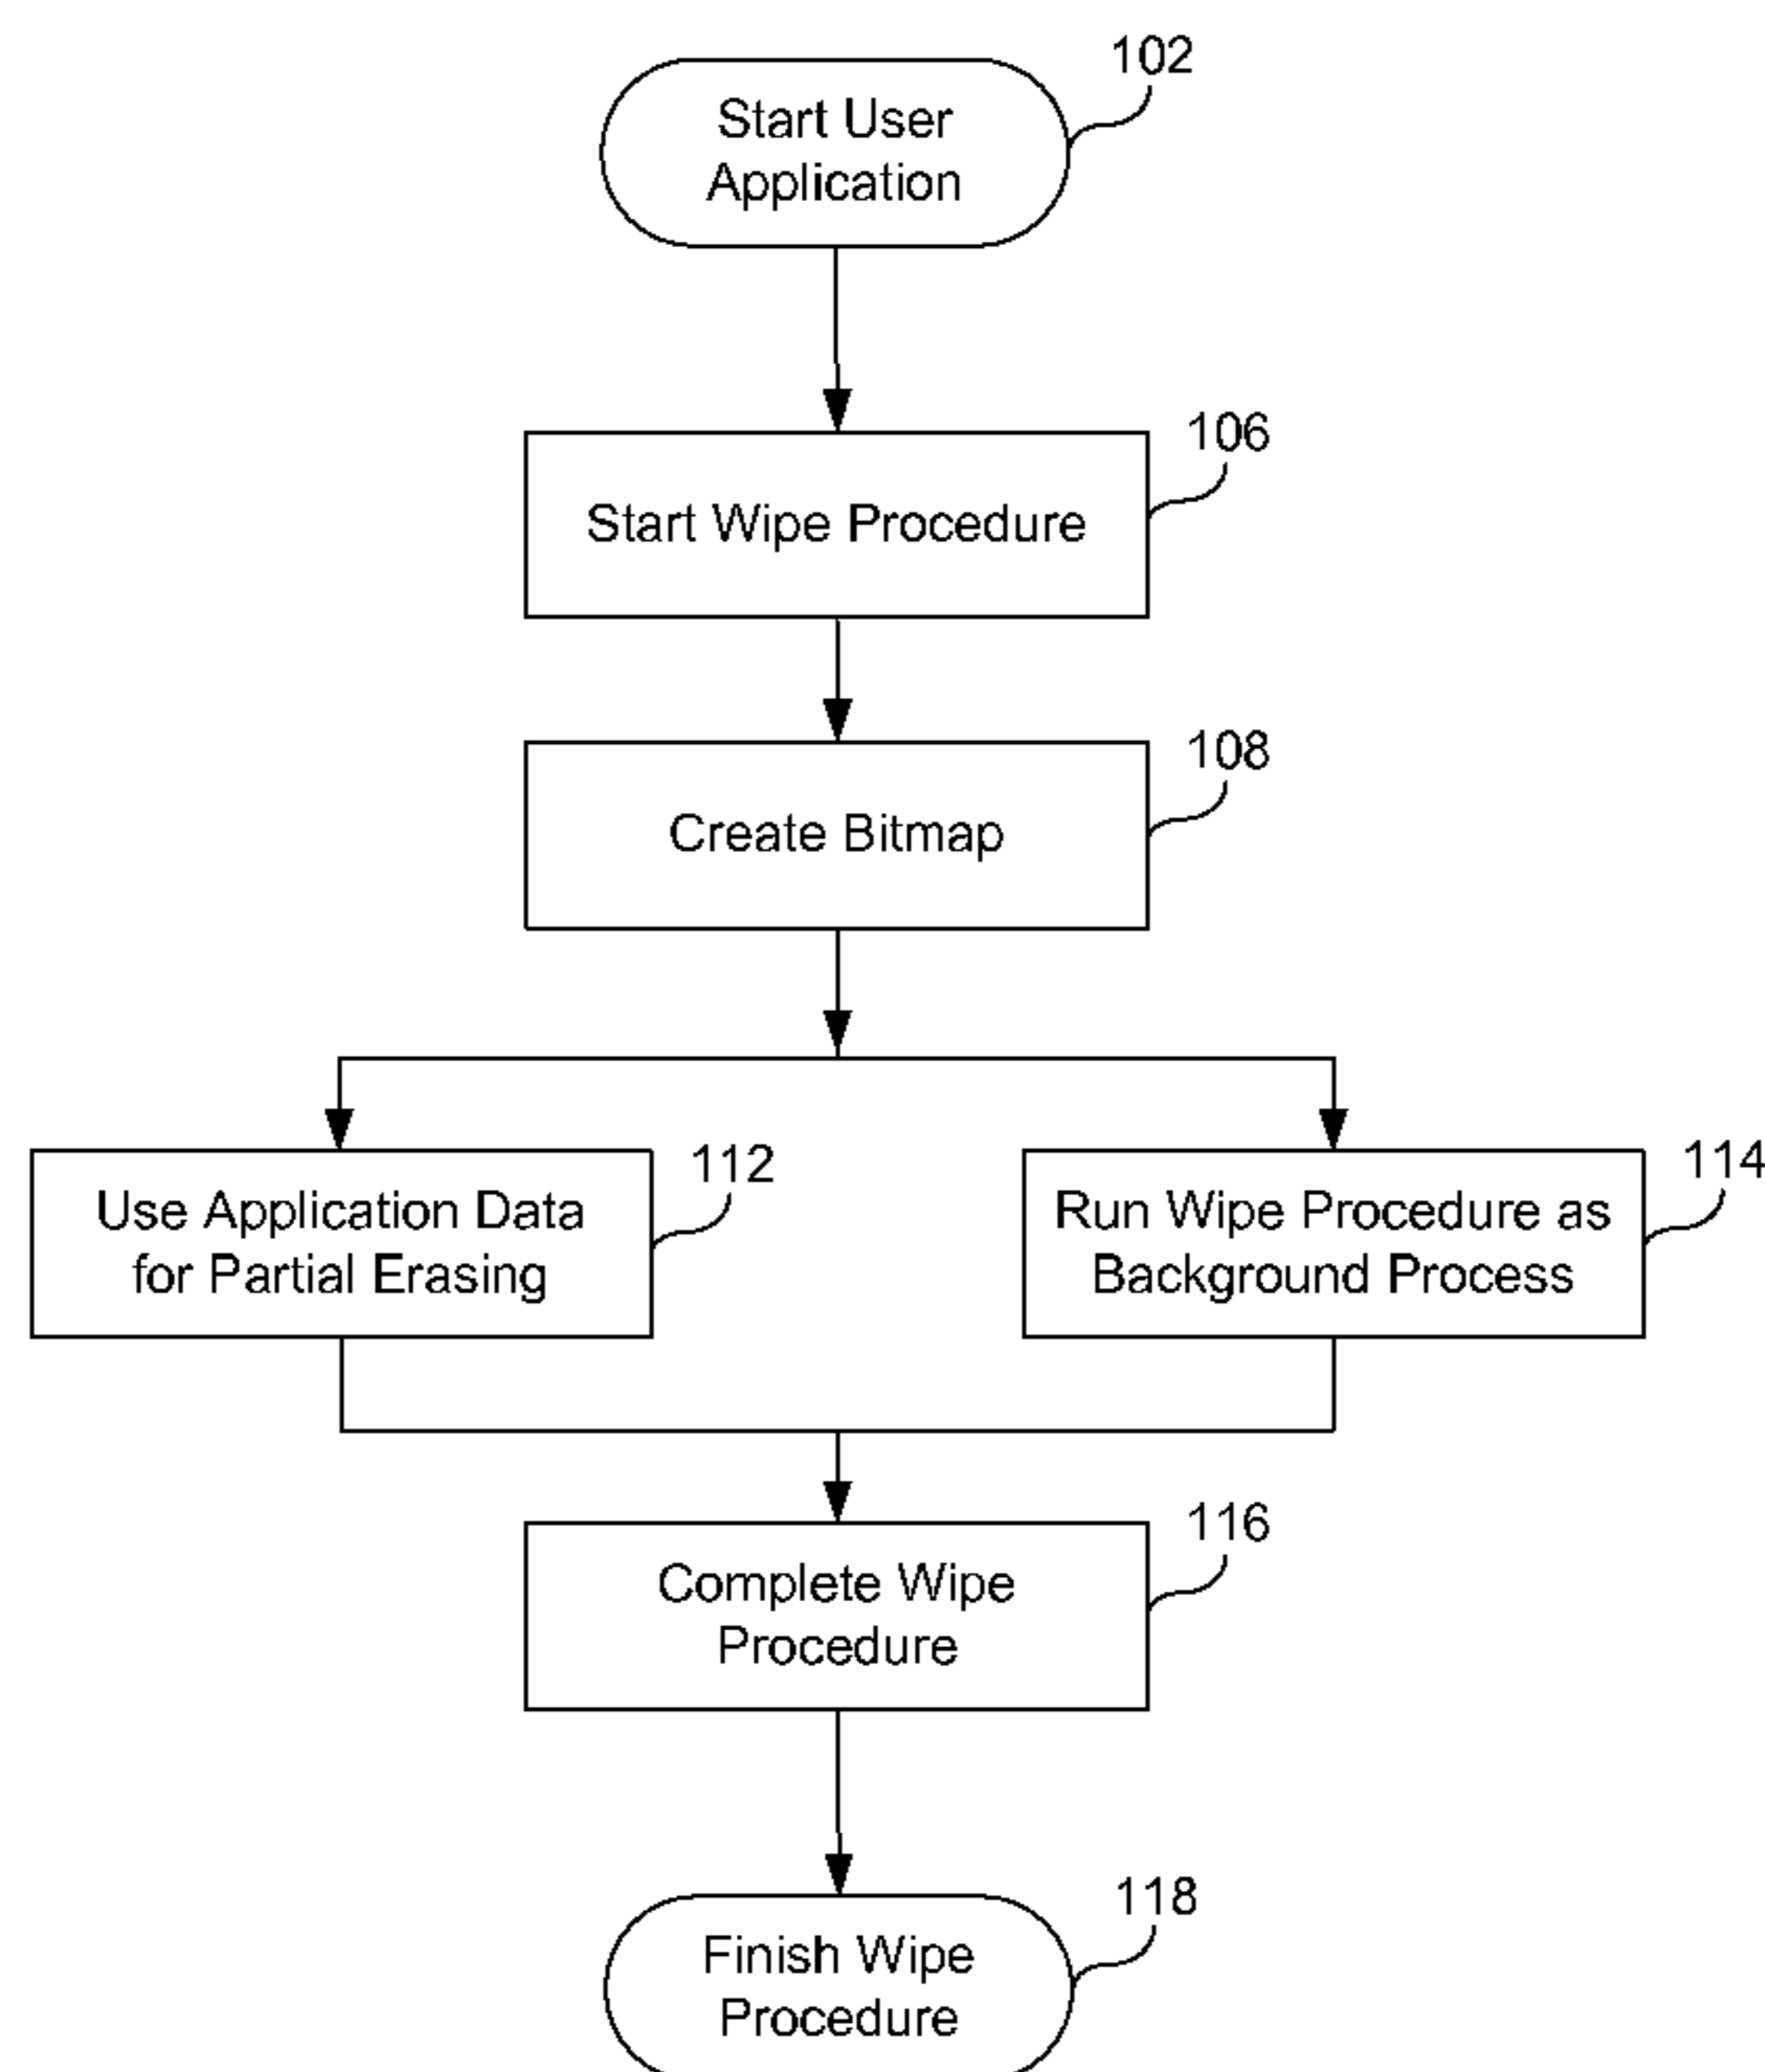 102
Start User
Application
106
Start Wipe Procedure
108
Create Bitmap
112
Use Application Data
for Partial Erasing
114
Run Wipe Procedure as
Background Process
116
Complete Wipe
Procedure
118
Finish Wipe
Procedure